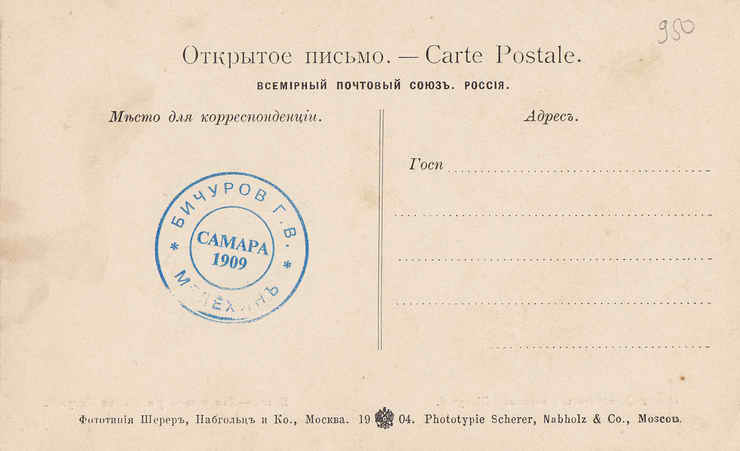 950
Открытое письмо. — Carte Postale.
ВСЕМІРНЫЙ ПОЧТОВЫЙ СОЮЗЪ. РОССІЯ.
Мѣсто для корреспонденціи.
Адресъ.
Госп
* БИЧУРОВ Г.В. *
САМАРА
1909
Фототипія Шереръ, Набгольцъ и Ко., Москва. 19 04. Phototypie Scherer, Nabholz & Co., Moscou.